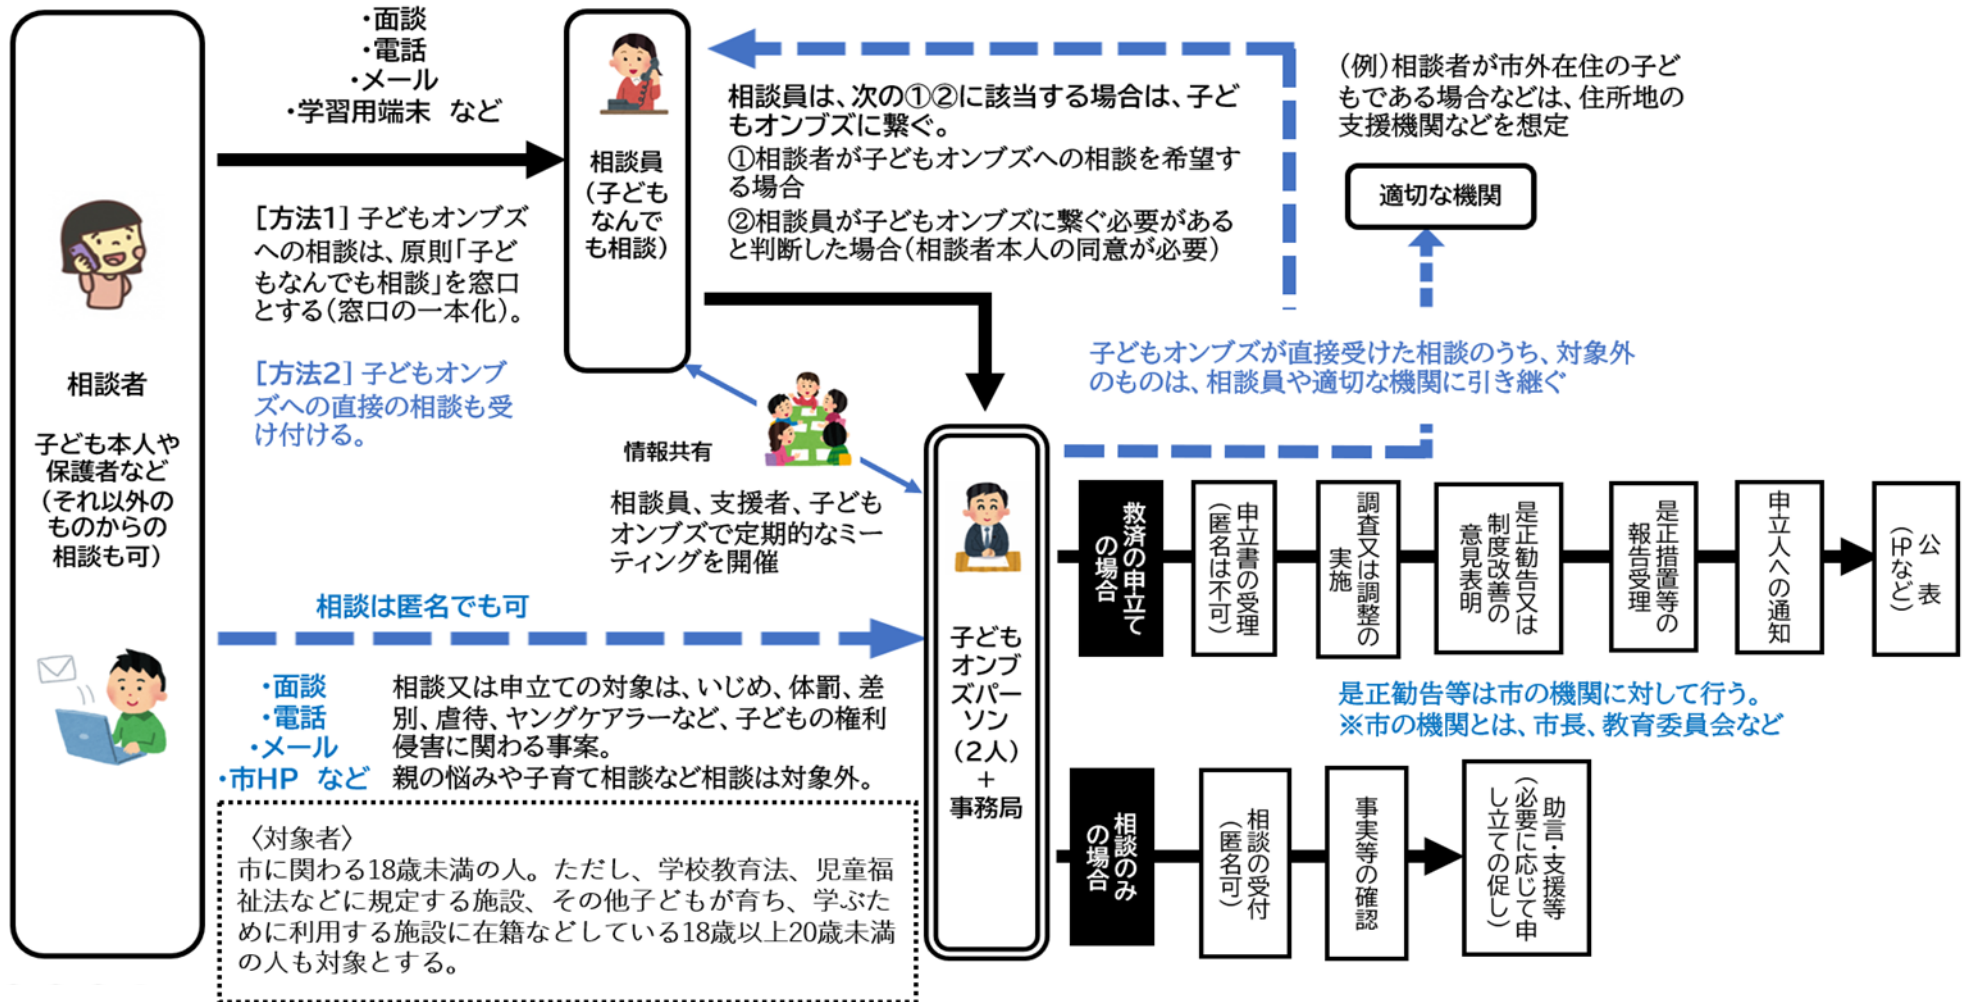 相談者
子ども本人や
保護者など
(それ以外の
ものからの
相談も可)
・面談
・電話
・メール
・学習用端末　など
[方法1] 子どもオンブズ
への相談は、原則「子ど
もなんでも相談」を窓口
とする(窓口の一本化)。
[方法2] 子どもオンブ
ズへの直接の相談も受
け付ける。
相談員
(子ども
なんで
も相談)
相談員は、次の①②に該当する場合は、子ど
もオンブズに繋ぐ。
①相談者が子どもオンブズへの相談を希望す
る場合
②相談員が子どもオンブズに繋ぐ必要がある
と判断した場合(相談者本人の同意が必要)
(例)相談者が市外在住の子ど
もである場合などは、住所地の
支援機関などを想定
適切な機関
子どもオンブズが直接受けた相談のうち、対象外
のものは、相談員や適切な機関に引き継ぐ
情報共有
相談員、支援者、子ども
オンブズで定期的なミー
ティングを開催
相談は匿名でも可
・面談
・電話
・メール
・市HP　など
相談又は申立ての対象は、いじめ、体罰、差
別、虐待、ヤングケアラーなど、子どもの権利
侵害に関わる事案。
親の悩みや子育て相談など相談は対象外。
〈対象者〉
市に関わる18歳未満の人。ただし、学校教育法、児童福
祉法などに規定する施設、その他子どもが育ち、学ぶた
めに利用する施設に在籍などしている18歳以上20歳未満
の人も対象とする。
子ども
オンブ
ズパー
ソン
(2人)
+
事務局
救済の申立て
の場合
申立書の受理
(匿名は不可)
調査又は調整の
実施
是正勧告又は
制度改善の
意見表明
是正措置等の
報告受理
申立人への通知
公　表
(HPなど)
是正勧告等は市の機関に対して行う。
※市の機関とは、市長、教育委員会など
相談のみ
の場合
相談の受付
(匿名可)
事実等の確認
助言・支援等
(必要に応じて申
し立ての促し)